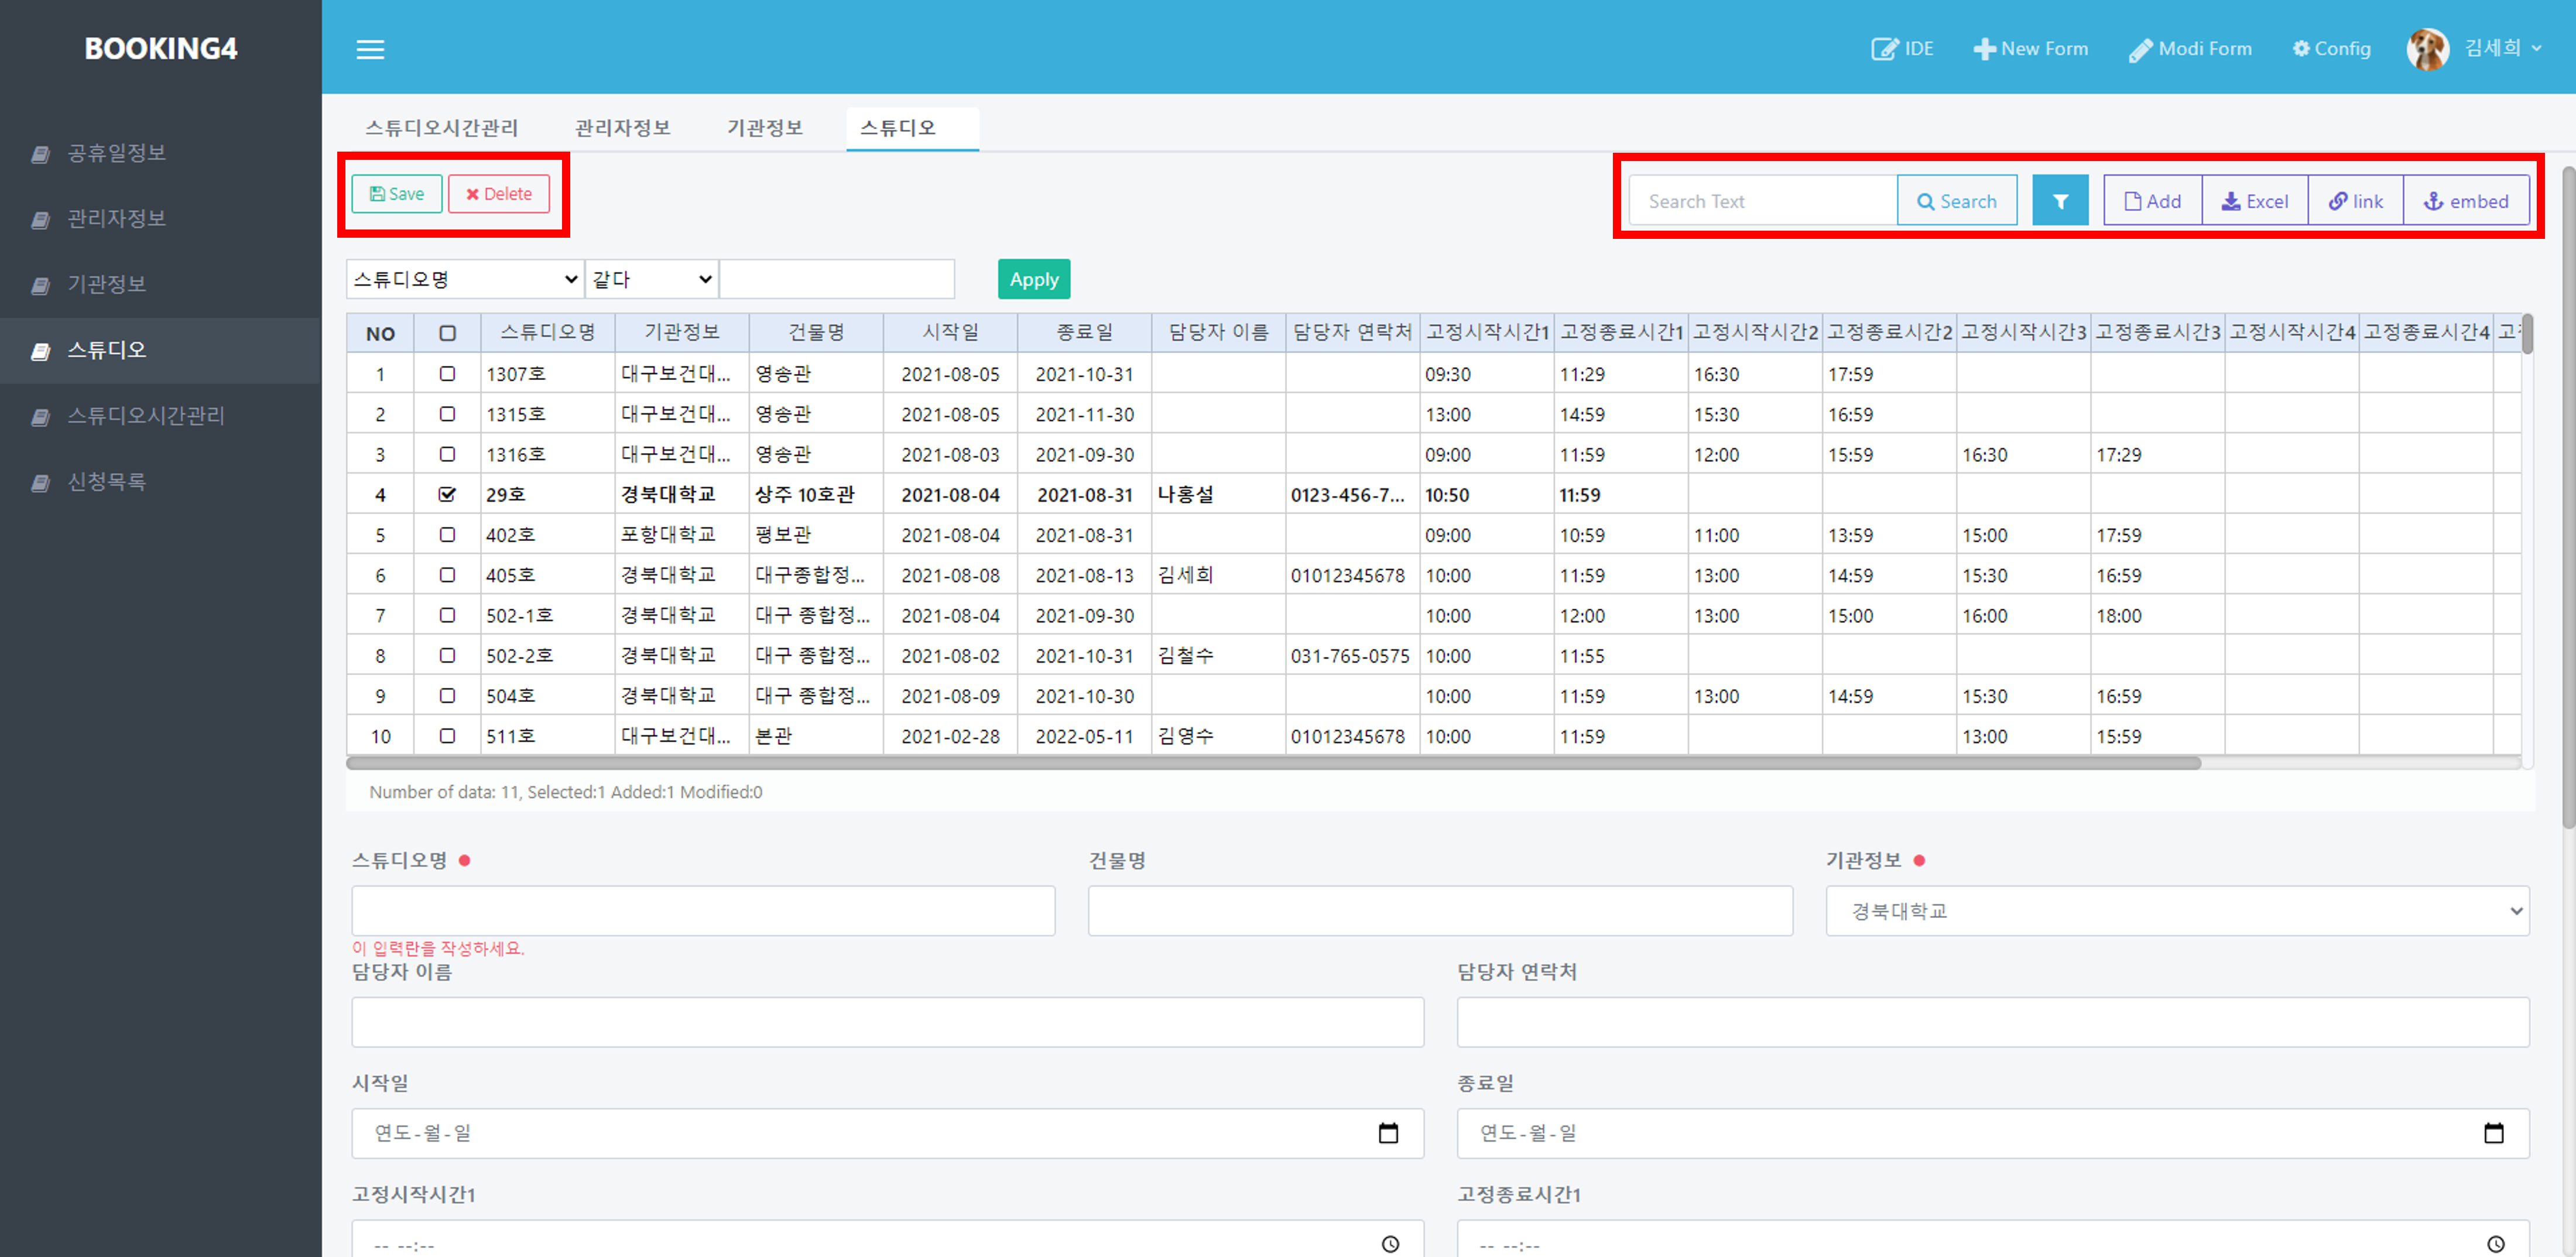 BOOKING4
IDE New Form Modi Form Config 김세희
공휴일정보
관리자정보
기관정보
스튜디오
스튜디오시간관리
신청목록
스튜디오시간관리 관리자정보 기관정보 스튜디오
Save Delete Search Text Search Add Excel link embed
스튜디오명 같다 Apply
NO 스튜디오명 기관정보 건물명 시작일 종료일 담당자 이름 담당자 연락처 고정시작시간1 고정종료시간1 고정시작시간2 고정종료시간2 고정시작시간3 고정종료시간3 고정시작시간4 고정종료시간4
1 1307호 대구보건대... 영송관 2021-08-05 2021-10-31 09:30 11:29 16:30 17:59
2 1315호 대구보건대... 영송관 2021-08-05 2021-11-30 13:00 14:59 15:30 16:59
3 1316호 대구보건대... 영송관 2021-08-03 2021-09-30 09:00 11:59 12:00 15:59 16:30 17:29
4 29호 경북대학교 상주 10호관 2021-08-04 2021-08-31 나홍설 0123-456-7... 10:50 11:59
5 402호 포항대학교 평보관 2021-08-04 2021-08-31 09:00 10:59 11:00 13:59 15:00 17:59
6 405호 경북대학교 대구종합정... 2021-08-08 2021-08-13 김세희 01012345678 10:00 11:59 13:00 14:59 15:30 16:59
7 502-1호 경북대학교 대구 종합정... 2021-08-04 2021-09-30 10:00 12:00 13:00 15:00 16:00 18:00
8 502-2호 경북대학교 대구 종합정... 2021-08-02 2021-10-31 김철수 031-765-0575 10:00 11:55
9 504호 경북대학교 대구 종합정... 2021-08-09 2021-10-30 10:00 11:59 13:00 14:59 15:30 16:59
10 511호 대구보건대... 본관 2021-02-28 2022-05-11 김영수 01012345678 10:00 11:59 13:00 15:59
Number of data: 11, Selected:1 Added:1 Modified:0
스튜디오명 건물명 기관정보
경북대학교
이 입력란을 작성하세요.
담당자 이름 담당자 연락처
시작일 종료일
연도-월-일 연도-월-일
고정시작시간1 고정종료시간1
-- --:-- -- --:--